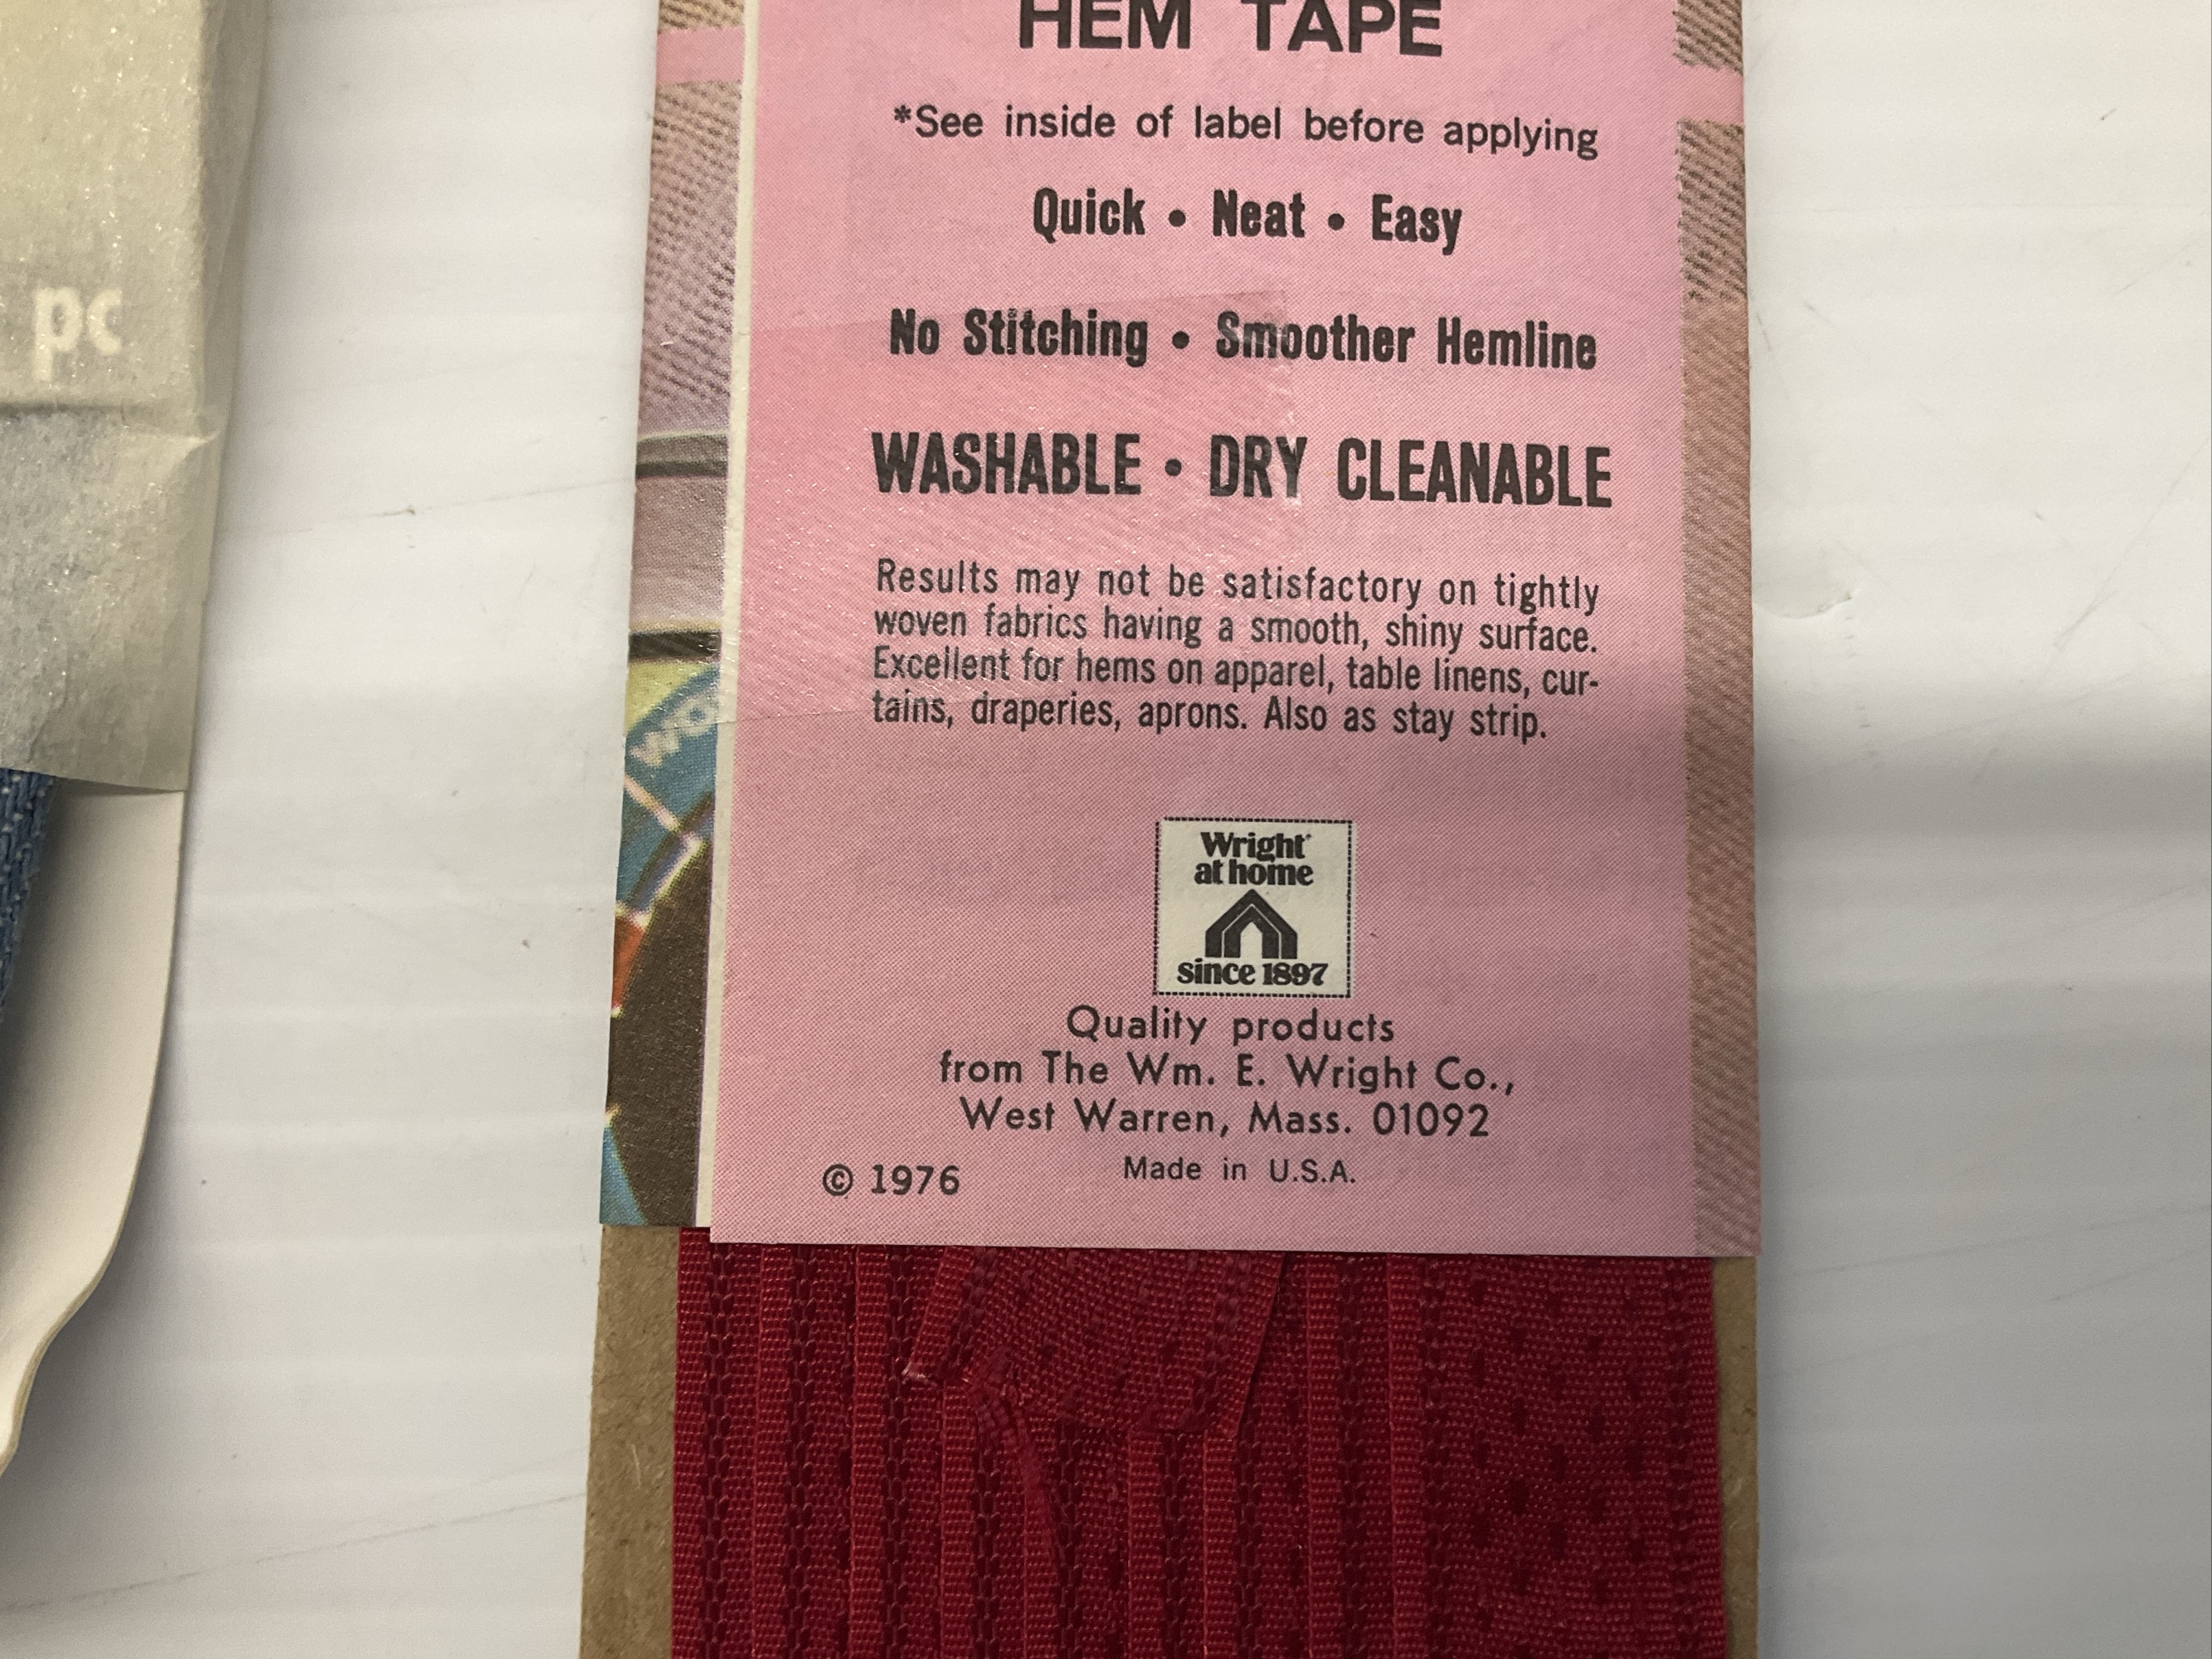 HEM TAPE
*See inside of label before applying
Quick • Neat • Easy
No Stitching • Smoother Hemline
WASHABLE • DRY CLEANABLE
Results may not be satisfactory on tightly
woven fabrics having a smooth, shiny surface.
Excellent for hems on apparel, table linens, cur-
tains, draperies, aprons. Also as stay strip.
Wright®
at home
since 1897
Quality products
from The Wm. E. Wright Co.,
West Warren, Mass. 01092
Made in U.S.A.
© 1976
pc